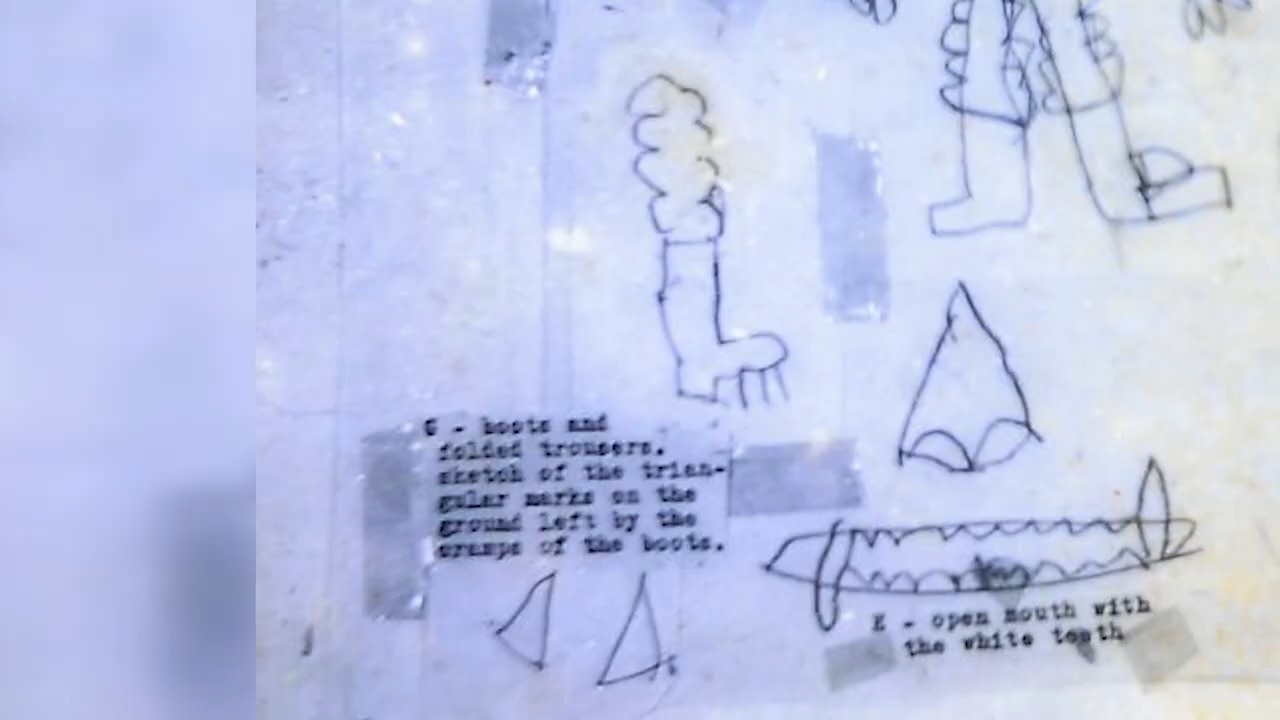 G - boots and
folded trousers.
sketch of the trian-
gular marks on the
ground left by the
cramps of the boots.
E - open mouth with
the white teeth